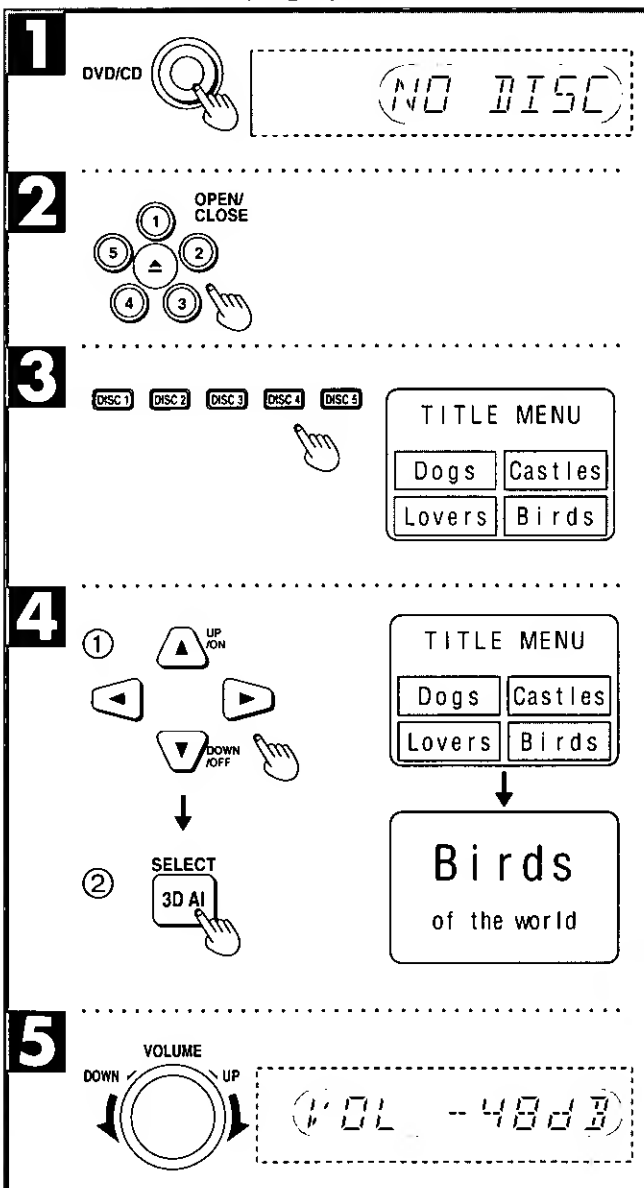 1
DVD/CD
NO DISC
2
OPEN/
CLOSE
1
5
2
4
3
3
DISC 1 DISC 2 DISC 3 DISC 4 DISC 5
TITLE MENU
Dogs Castles
Lovers Birds
4
①
UP
/ON
DOWN
/OFF
②
SELECT
3D AI
TITLE MENU
Dogs Castles
Lovers Birds
Birds
of the world
5
VOLUME
DOWN UP
VOL -48dB